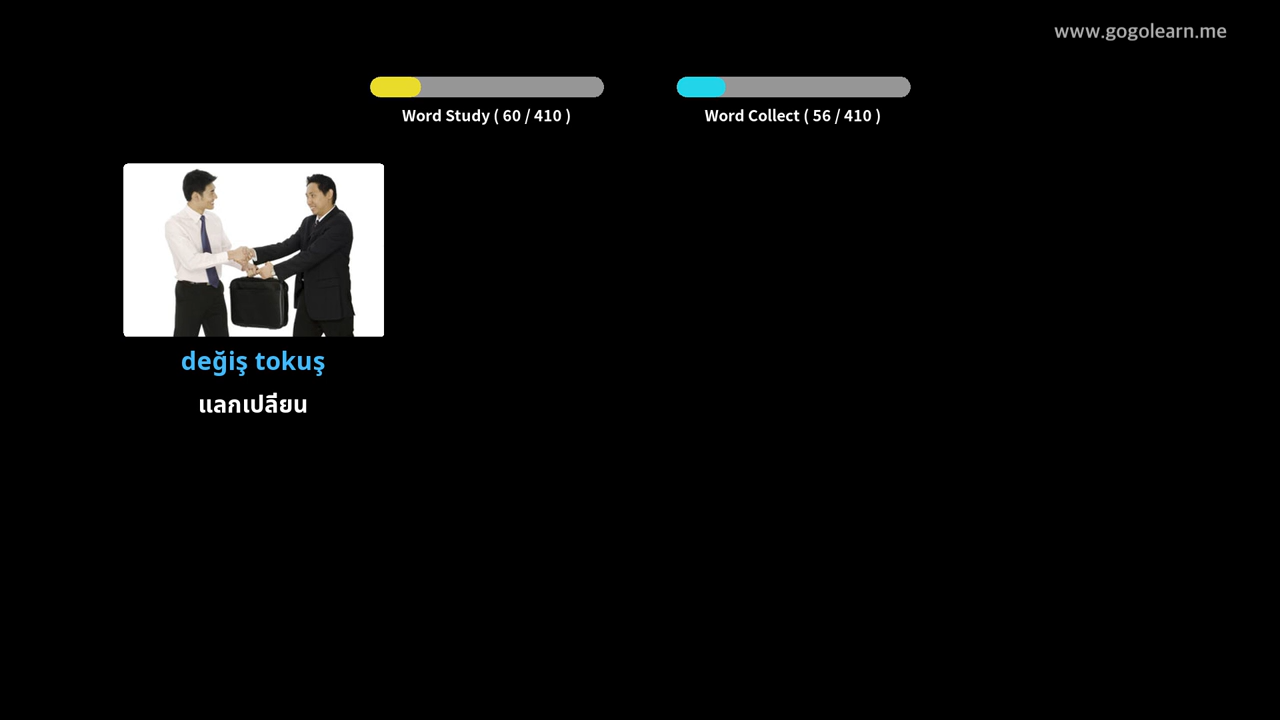 www.gogolearn.me
Word Study ( 60 / 410 )
Word Collect ( 56 / 410 )
değiş tokuş
แลกเปลี่ยน